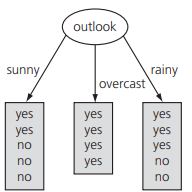 outlook
sunny
overcast
rainy
yes
yes
no
no
no
yes
yes
yes
yes
yes
yes
yes
no
no